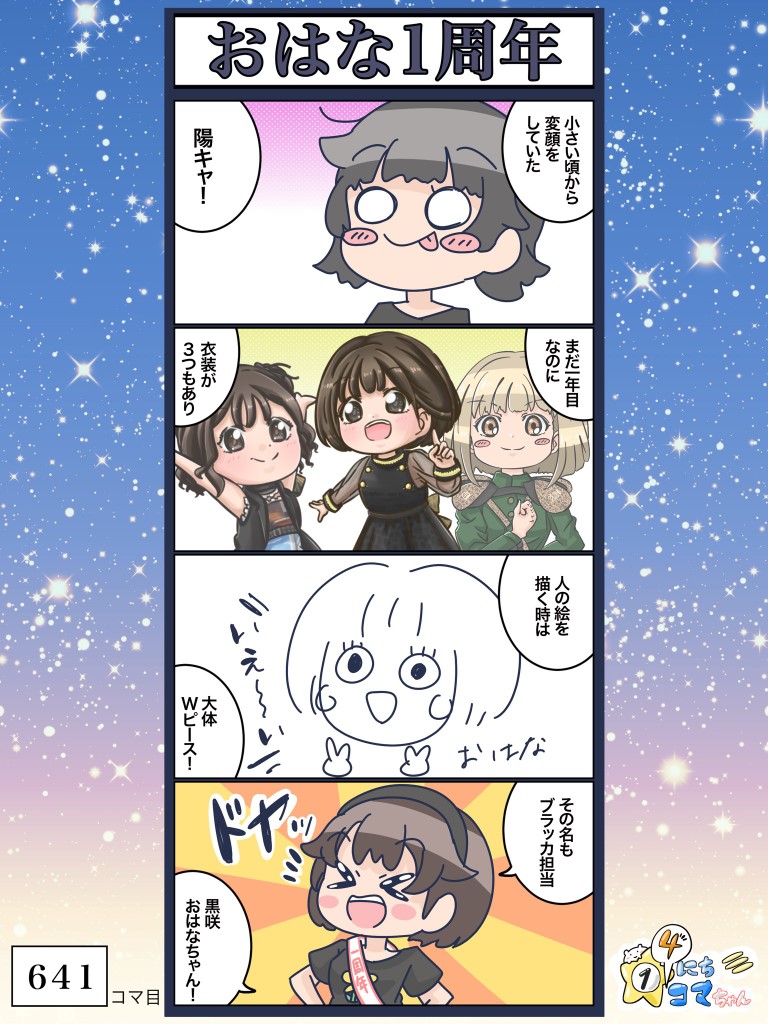 おはな1周年
小さい頃から
変顔を
していた
陽キャ！
まだ一年目
なのに
衣装が
３つもあり
人の絵を
描く時は
いえ〜い!!
おはな
大体
Wピース！
その名も
ブラッカ担当
ドヤッ
一周年
黒咲
おはなちゃん！
641
コマ目
1
にち
4
コマ
ちゃん